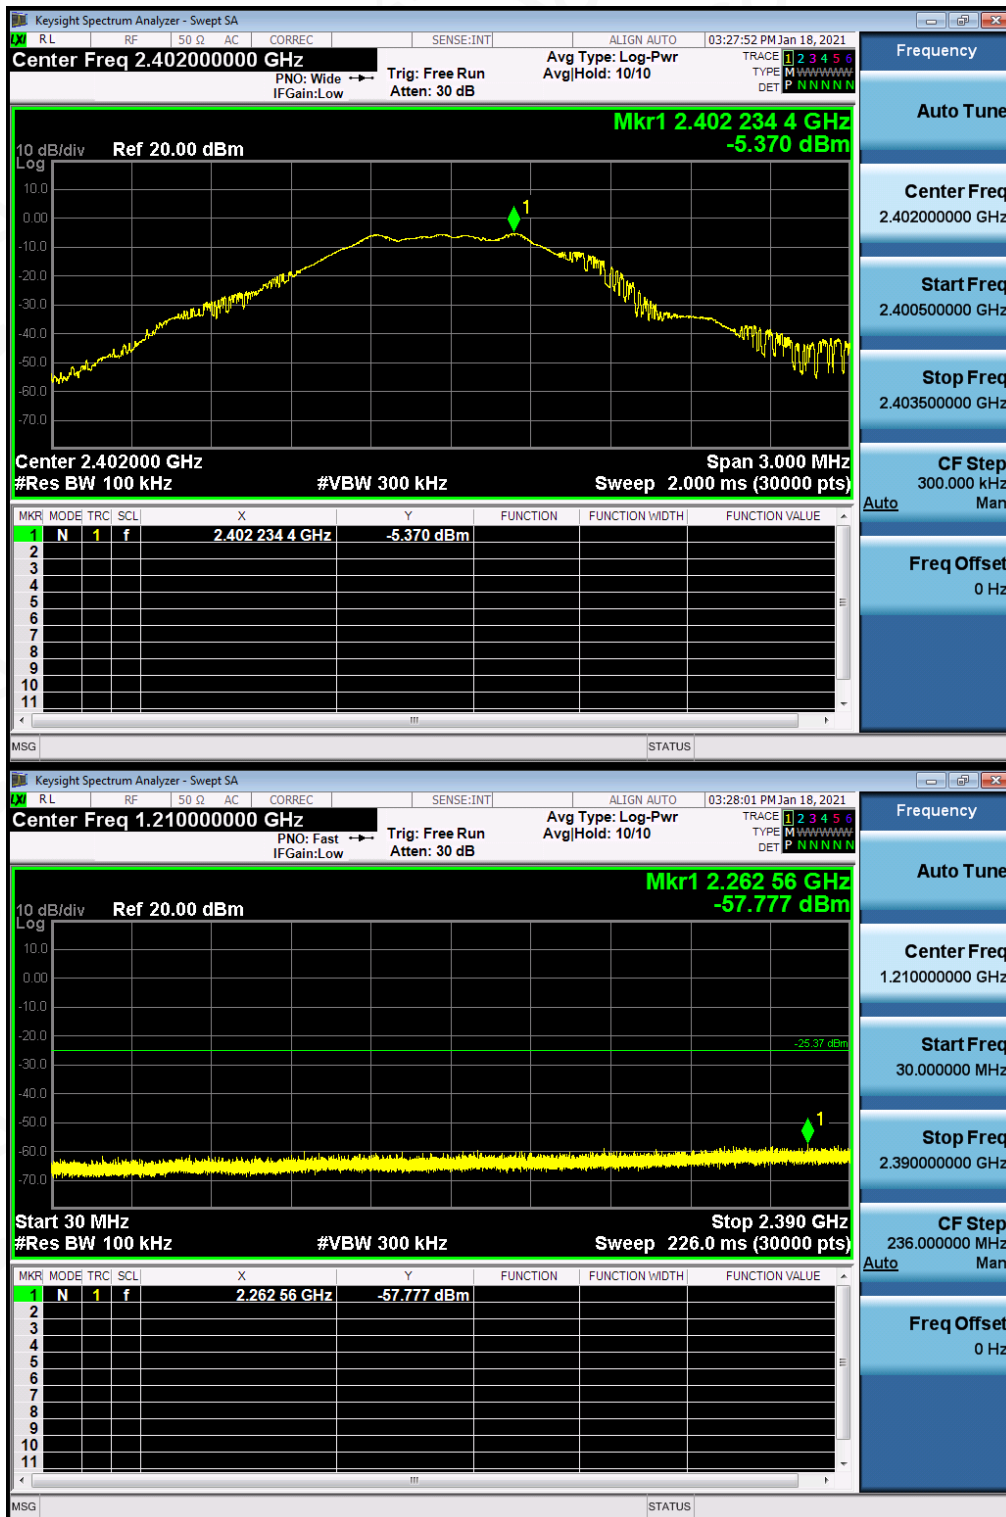 Keysight Spectrum Analyzer - Swept SA
LXI RL RF 50 Ω AC CORREC SENSE:INT ALIGN AUTO 03:27:52 PM Jan 18, 2021
Center Freq 2.402000000 GHz
PNO: Wide
IFGain:Low
Trig: Free Run
Atten: 30 dB
Avg Type: Log-Pwr
Avg|Hold: 10/10
TRACE 1 2 3 4 5 6
TYPE M WWWWW
DET P N N N N N
Mkr1 2.402 234 4 GHz
-5.370 dBm
10 dB/div Ref 20.00 dBm
Log
10.0
0.00
-10.0
-20.0
-30.0
-40.0
-50.0
-60.0
-70.0
1
Center 2.402000 GHz Span 3.000 MHz
#Res BW 100 kHz #VBW 300 kHz Sweep 2.000 ms (30000 pts)
MKR MODE TRC SCL X Y FUNCTION FUNCTION WIDTH FUNCTION VALUE
1 N 1 f 2.402 234 4 GHz -5.370 dBm
2
3
4
5
6
7
8
9
10
11
MSG STATUS
Frequency
Auto Tune
Center Freq
2.402000000 GHz
Start Freq
2.400500000 GHz
Stop Freq
2.403500000 GHz
CF Step
300.000 kHz
Auto Man
Freq Offset
0 Hz
Keysight Spectrum Analyzer - Swept SA
LXI RL RF 50 Ω AC CORREC SENSE:INT ALIGN AUTO 03:28:01 PM Jan 18, 2021
Center Freq 1.210000000 GHz
PNO: Fast
IFGain:Low
Trig: Free Run
Atten: 30 dB
Avg Type: Log-Pwr
Avg|Hold: 10/10
TRACE 1 2 3 4 5 6
TYPE M WWWWW
DET P N N N N N
Mkr1 2.262 56 GHz
-57.777 dBm
10 dB/div Ref 20.00 dBm
Log
10.0
0.00
-10.0
-20.0
-25.37 dBm
-30.0
-40.0
-50.0
-60.0
-70.0
1
Start 30 MHz Stop 2.390 GHz
#Res BW 100 kHz #VBW 300 kHz Sweep 226.0 ms (30000 pts)
MKR MODE TRC SCL X Y FUNCTION FUNCTION WIDTH FUNCTION VALUE
1 N 1 f 2.262 56 GHz -57.777 dBm
2
3
4
5
6
7
8
9
10
11
MSG STATUS
Frequency
Auto Tune
Center Freq
1.210000000 GHz
Start Freq
30.000000 MHz
Stop Freq
2.390000000 GHz
CF Step
236.000000 MHz
Auto Man
Freq Offset
0 Hz